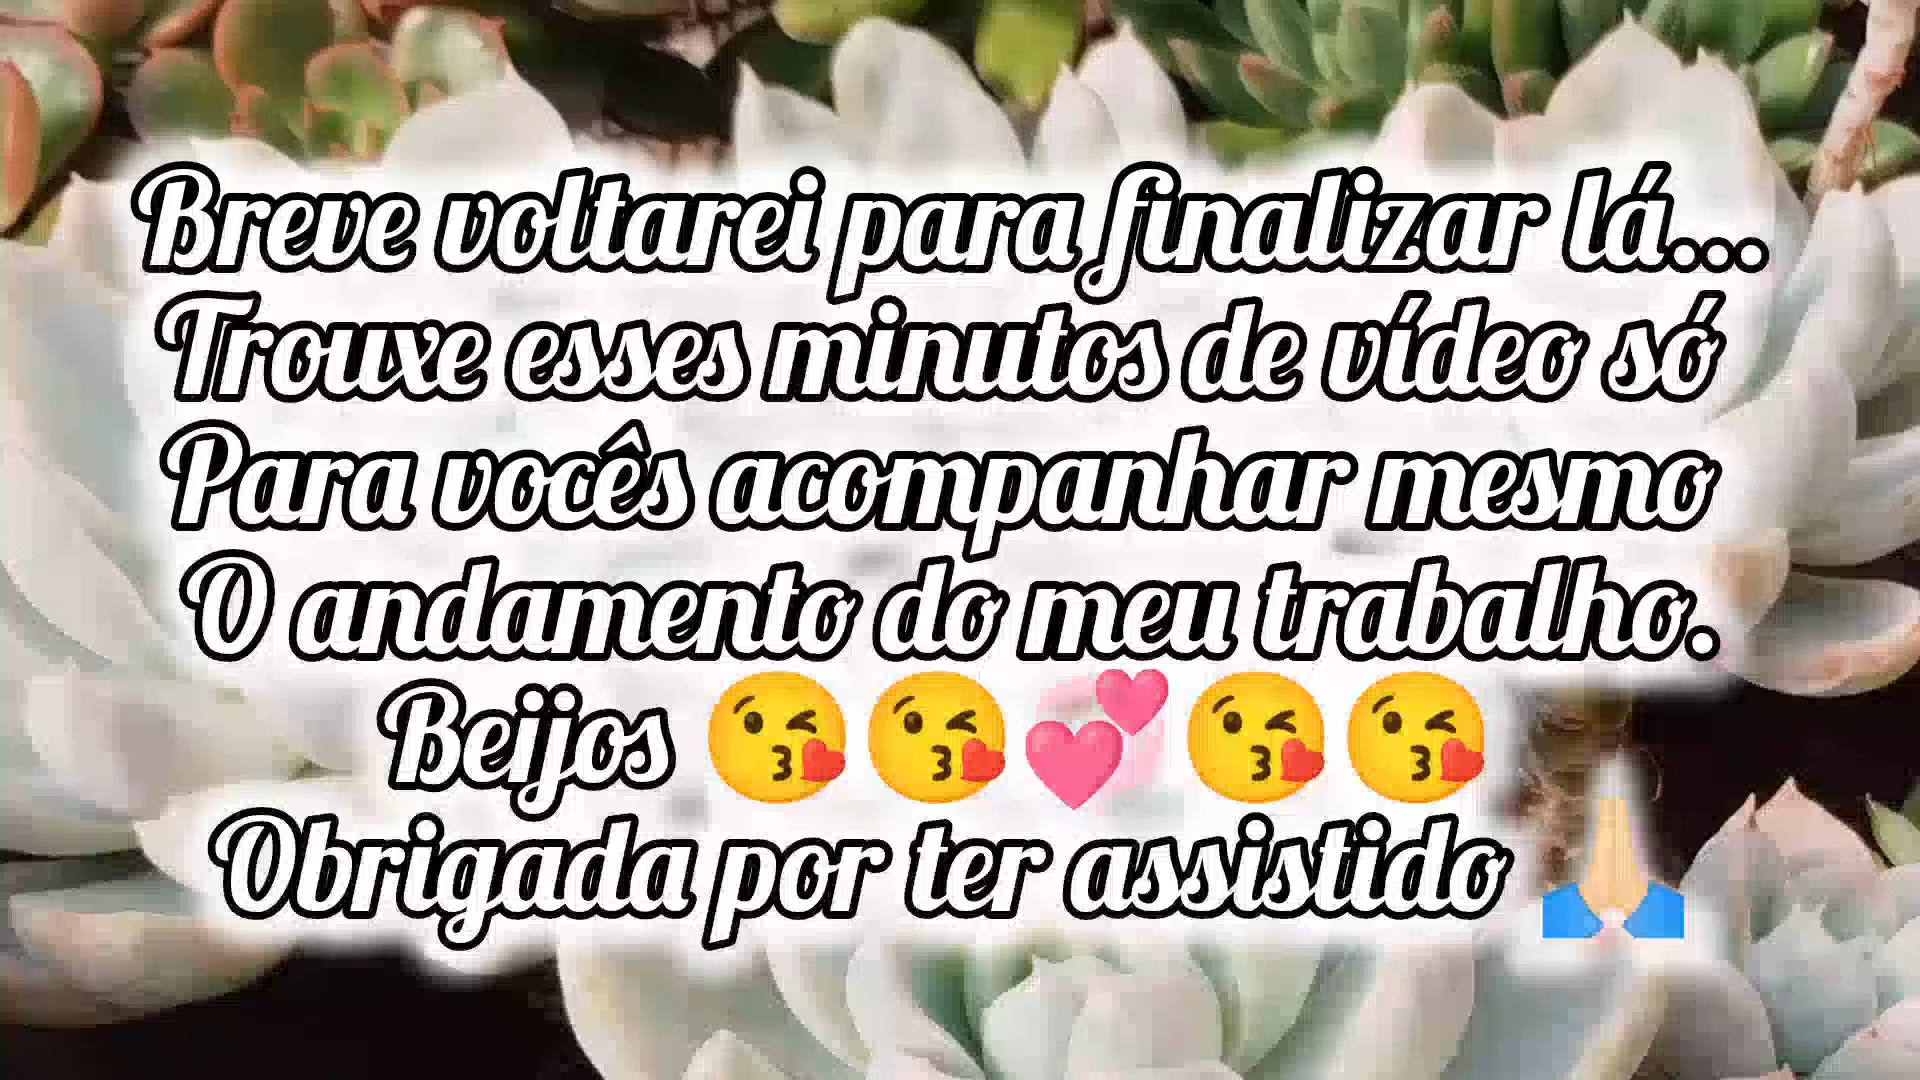 Breve voltarei para finalizar lá...
Trouxe esses minutos de vídeo só
Para vocês acompanhar mesmo
O andamento do meu trabalho.
Beijos 😘😘💞😘😘
Obrigada por ter assistido 🙏🏼